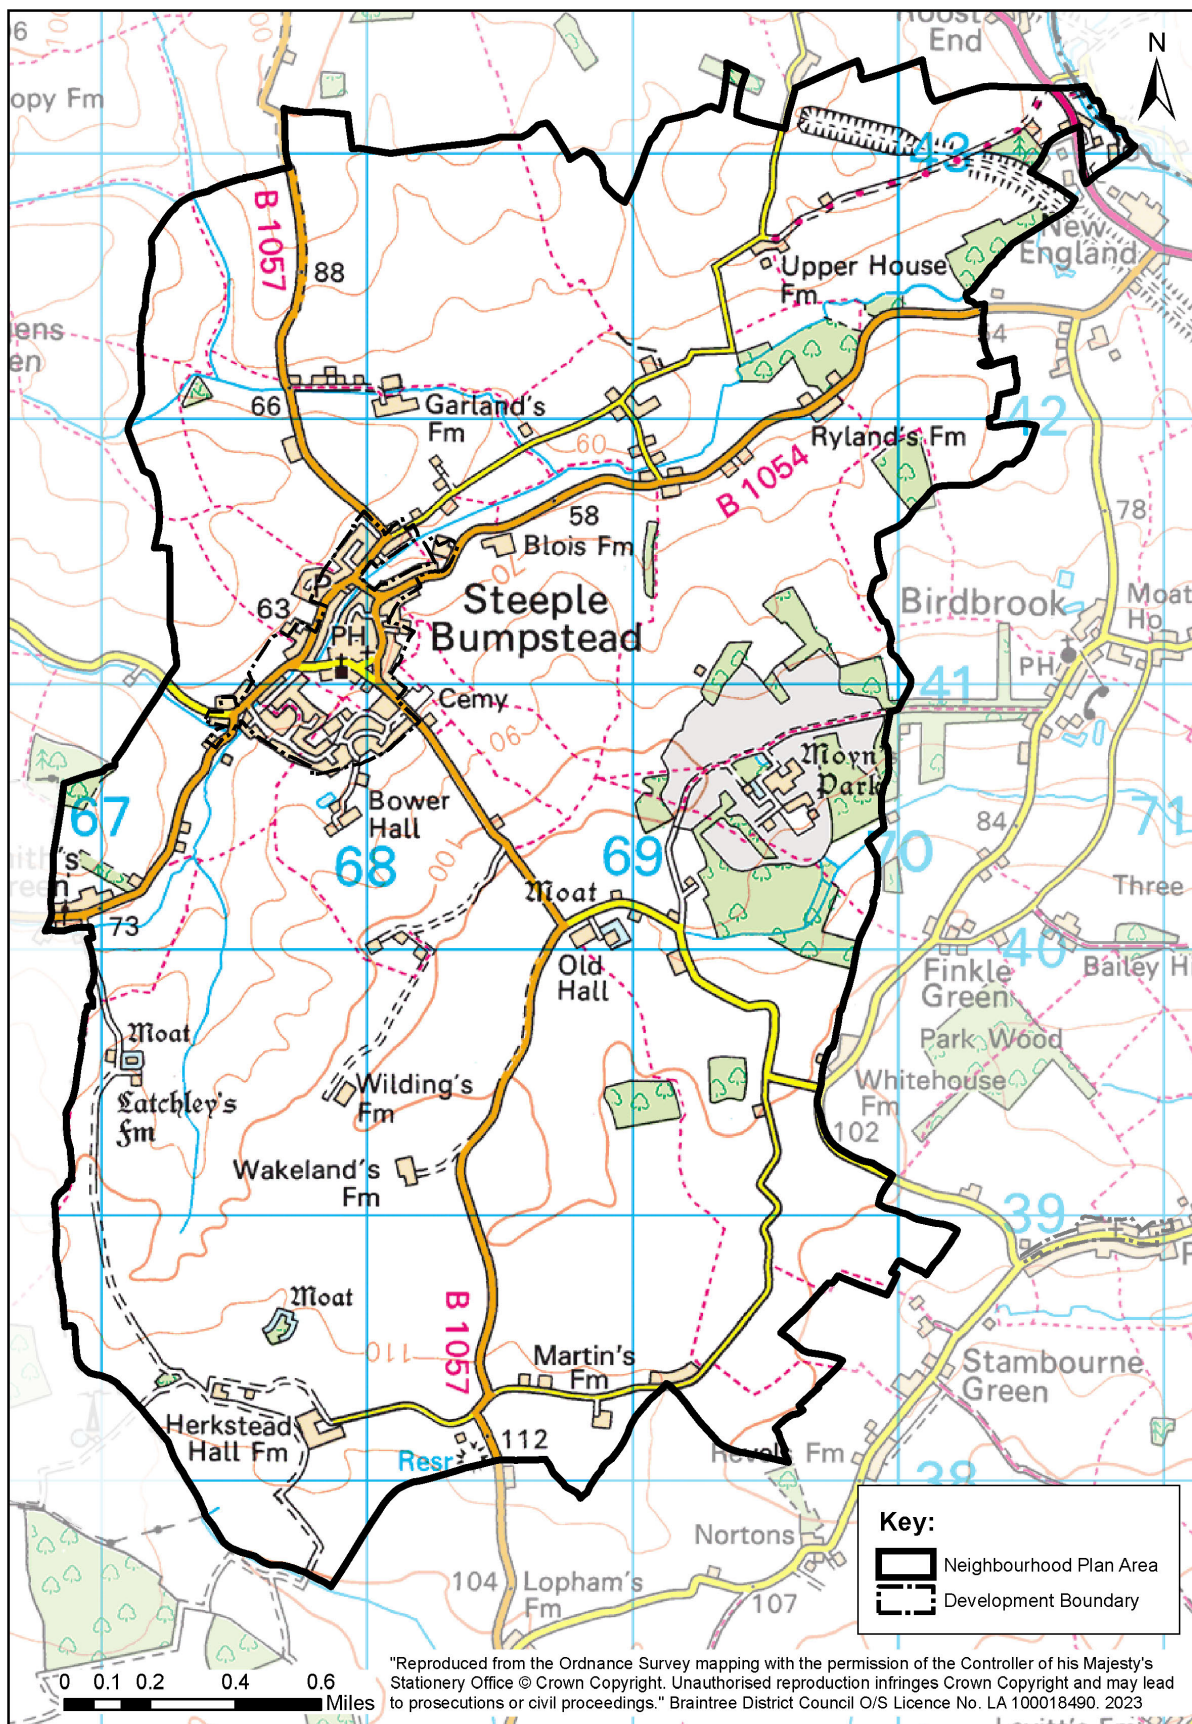 End
N
opy Fm
43
B 1057
88
New
England
Upper House
Fm
54
en
66
Garland's
Fm
42
60
Ryland's Fm
B 1054
78
58
Blois Fm
70
Steeple
Bumpstead
63
PH
Birdbrook
Moat
Ho
PH
41
Cemy
90
Moyn's
Park
67
Bower
Hall
68
100
69
70
84
71
Three
Moat
73
Old
Hall
40
Finkle
Green
Bailey H
Park Wood
Moat
Latchley's
Fm
Wilding's
Fm
Whitehouse
Fm
102
Wakeland's
Fm
39
Moat
B 1057
110
Martin's
Fm
Stambourne
Green
Herkstead
Hall Fm
Resr
112
Revels Fm
38
Nortons
104
Lopham's
Fm
107
Key:
Neighbourhood Plan Area
Development Boundary
0 0.1 0.2 0.4 0.6
Miles
"Reproduced from the Ordnance Survey mapping with the permission of the Controller of his Majesty's
Stationery Office © Crown Copyright. Unauthorised reproduction infringes Crown Copyright and may lead
to prosecutions or civil proceedings." Braintree District Council O/S Licence No. LA 100018490. 2023